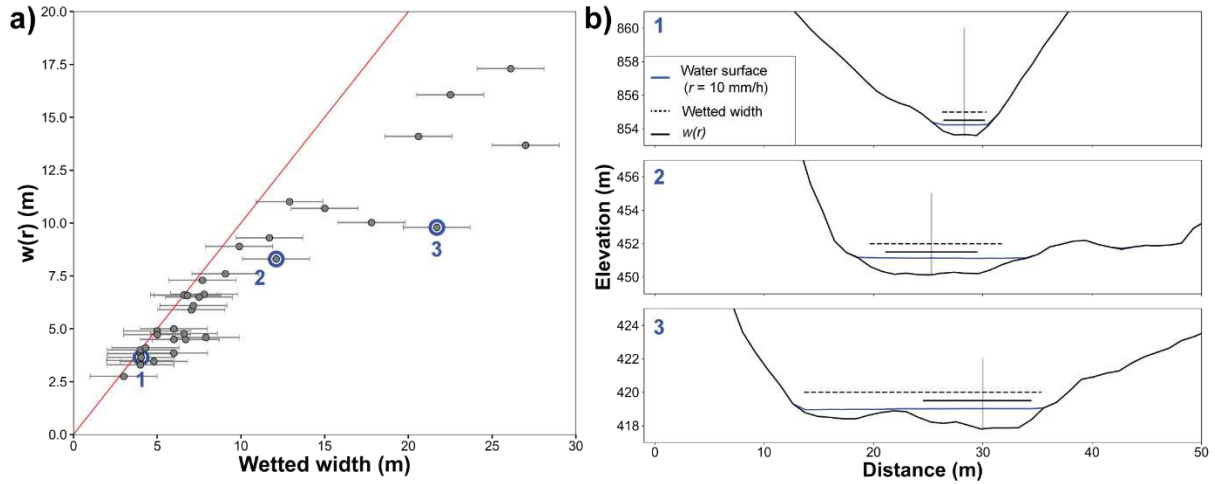 a)
20.0
17.5
15.0
12.5
10.0
7.5
5.0
2.5
0.0
w(r) (m)
0 5 10 15 20 25 30
Wetted width (m)
1
2
3
b)
Elevation (m)
1
860
858
856
854
Water surface
(r = 10 mm/h)
Wetted width
w(r)
2
456
454
452
450
3
424
422
420
418
0 10 20 30 40 50
Distance (m)